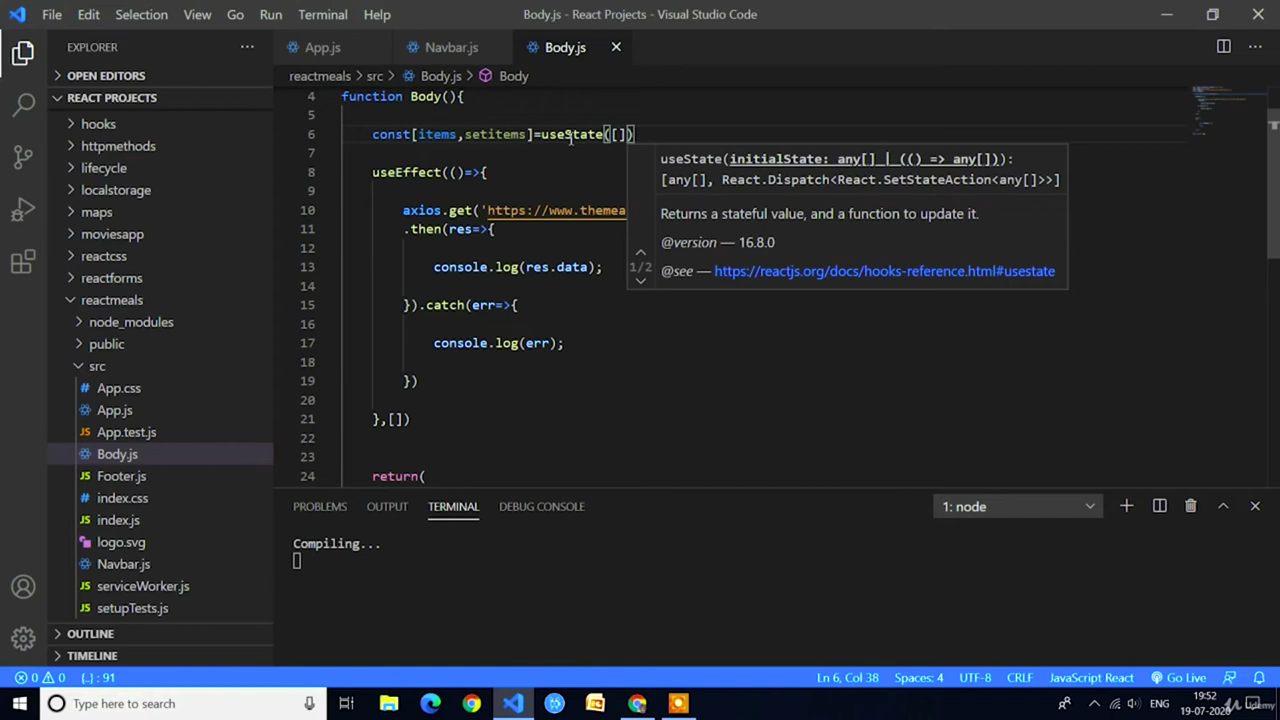 File Edit Selection View Go Run Terminal Help
Body.js - React Projects - Visual Studio Code
EXPLORER
OPEN EDITORS
REACT PROJECTS
hooks
httpmethods
lifecycle
localstorage
maps
moviesapp
reactcss
reactforms
reactmeals
node_modules
public
src
App.css
App.js
App.test.js
Body.js
Footer.js
index.css
index.js
logo.svg
Navbar.js
serviceWorker.js
setupTests.js
OUTLINE
TIMELINE
App.js Navbar.js Body.js
reactmeals > src > Body.js > Body
4 function Body(){
5
6 const[items,setitems]=useState([])
7
8 useEffect(()=>{
9
10 axios.get('https://www.themea
11 .then(res=>{
12
13 console.log(res.data);
14
15 }).catch(err=>{
16
17 console.log(err);
18
19 })
20
21 },[])
22
23
24 return(
useState(initialState: any[] | (() => any[])):
[any[], React.Dispatch<React.SetStateAction<any[]>>]
Returns a stateful value, and a function to update it.
@version — 16.8.0
1/2
@see — https://reactjs.org/docs/hooks-reference.html#usestate
PROBLEMS OUTPUT TERMINAL DEBUG CONSOLE
1: node
Compiling...
0 0 {..} : 91
Ln 6, Col 38 Spaces: 4 UTF-8 CRLF JavaScript React Go Live
Type here to search
ENG
19:52
19-07-2020